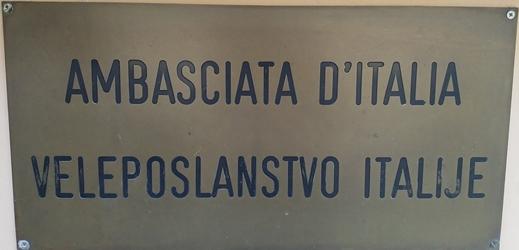 AMBASCIATA D'ITALIA
VELEPOSLANSTVO ITALIJE